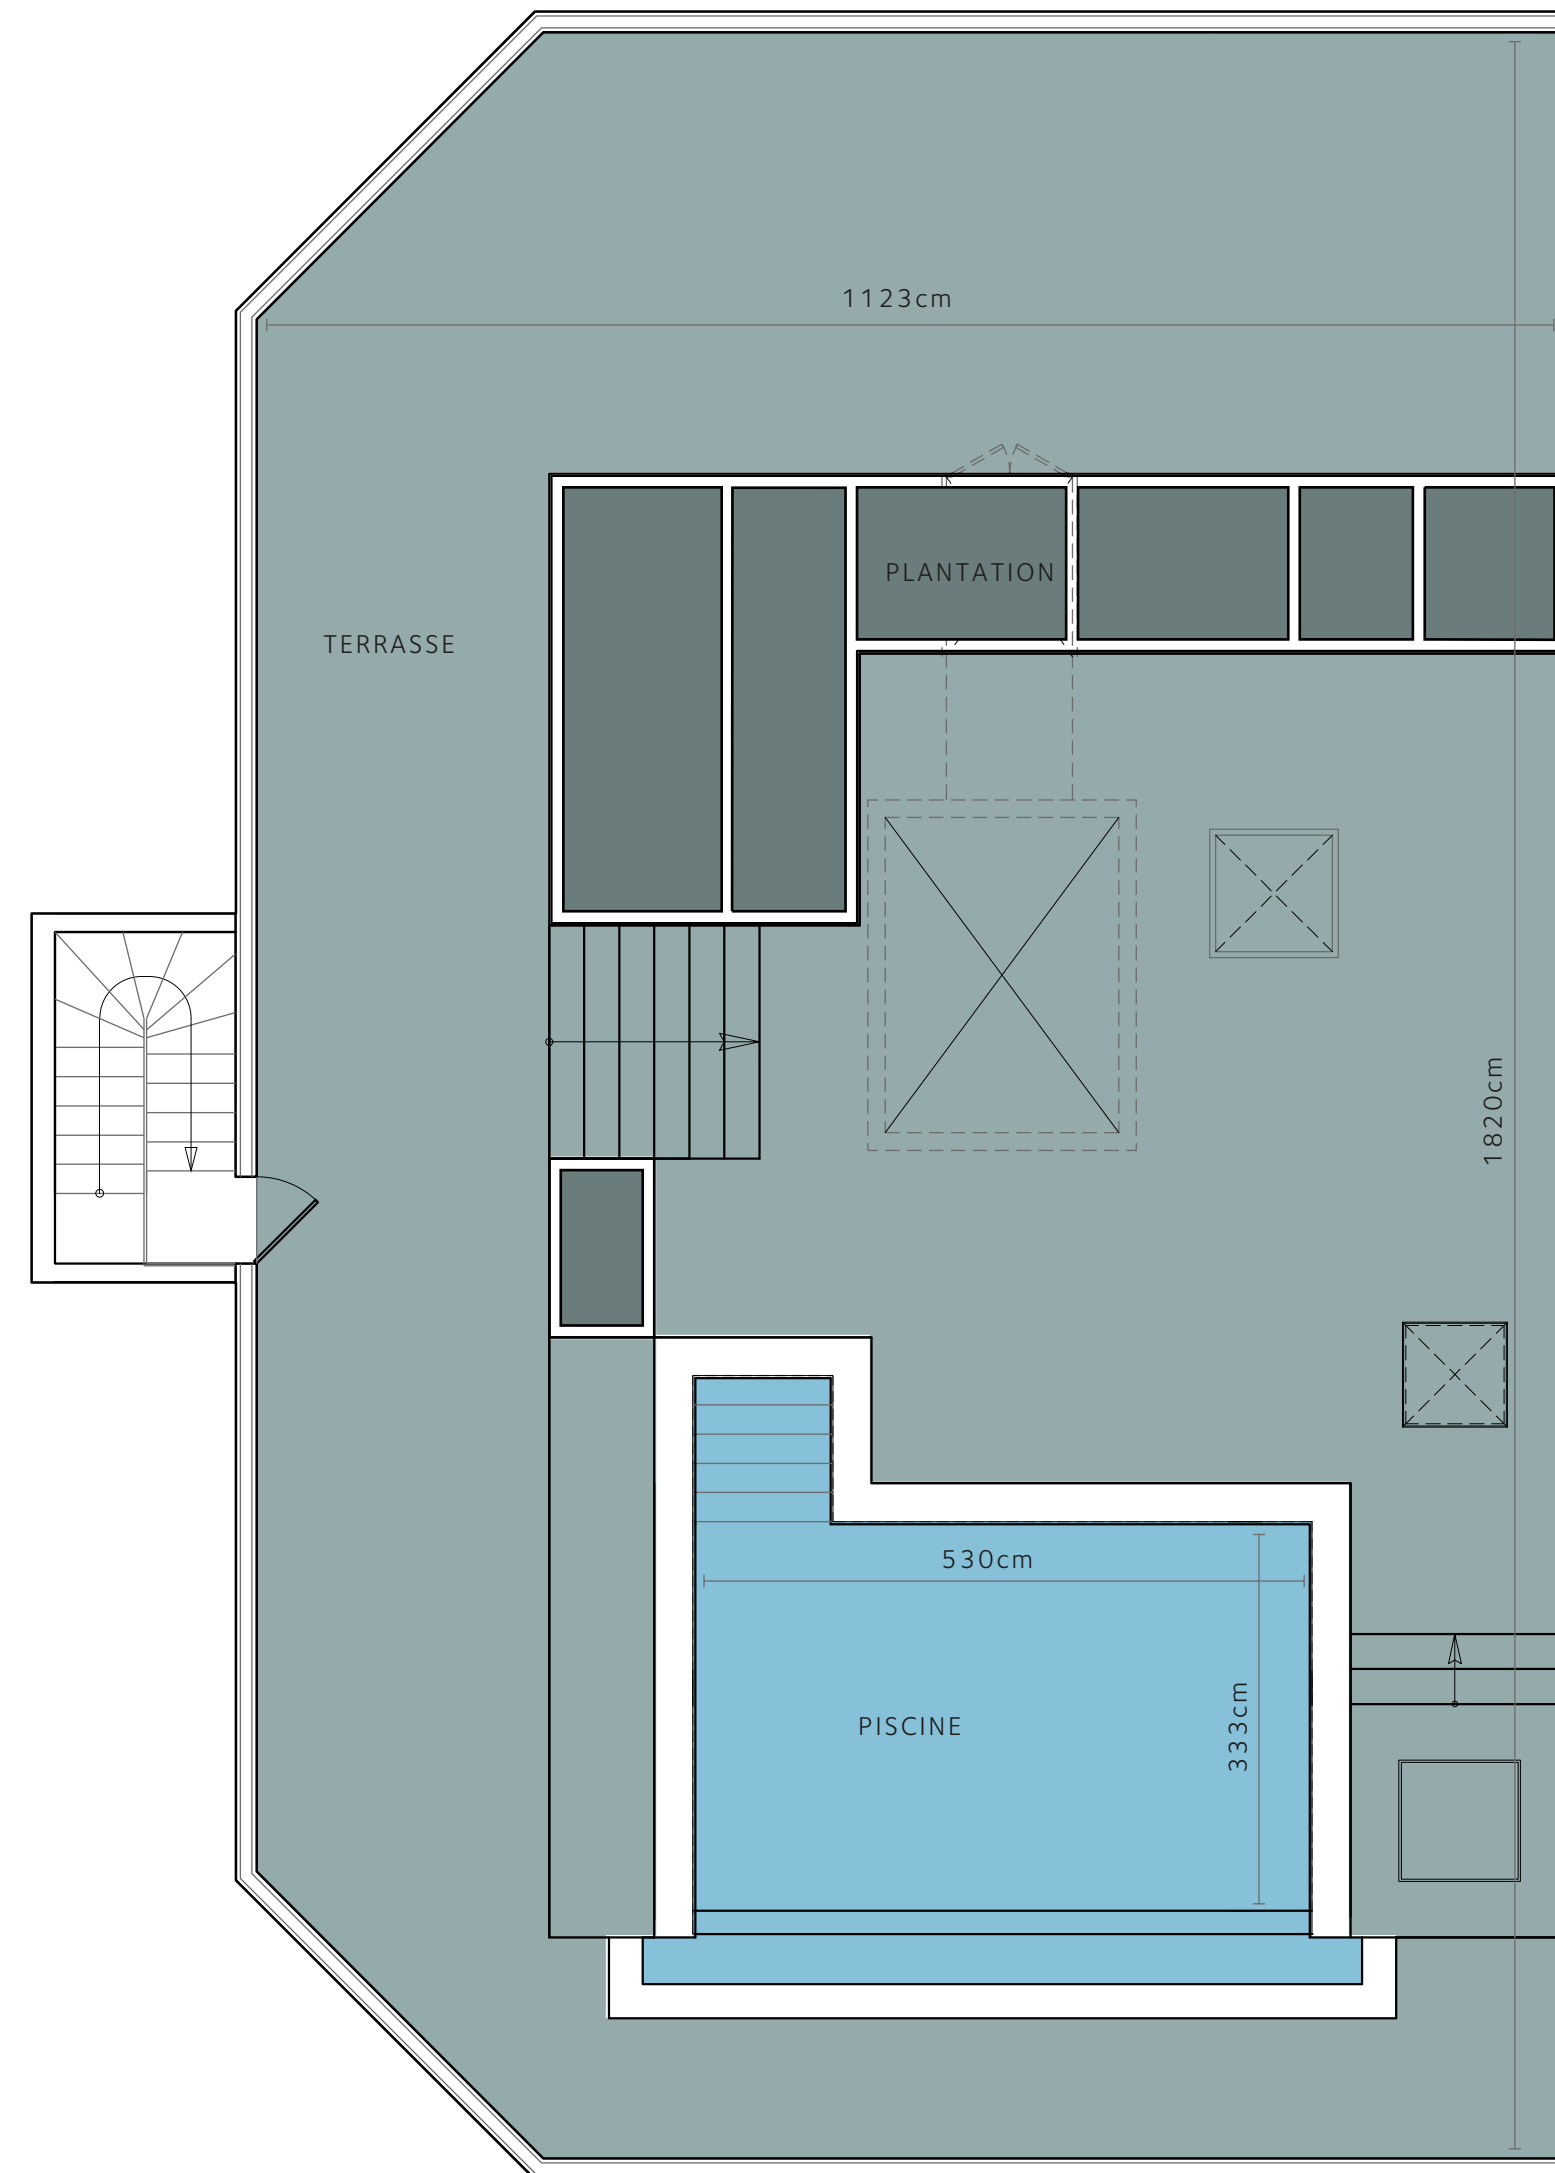 1123cm
PLANTATION
TERRASSE
1820cm
530cm
333cm
PISCINE